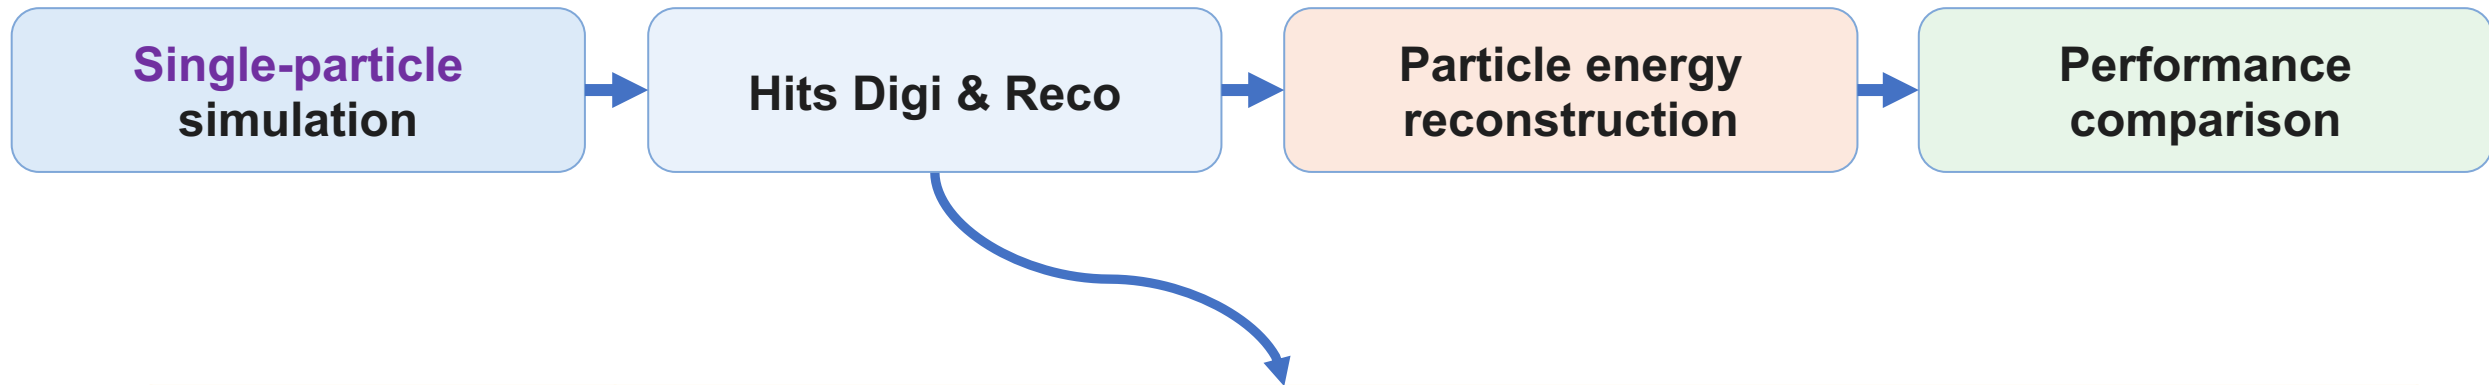 Single-particle
simulation
Hits Digi & Reco
Particle energy
reconstruction
Performance
comparison